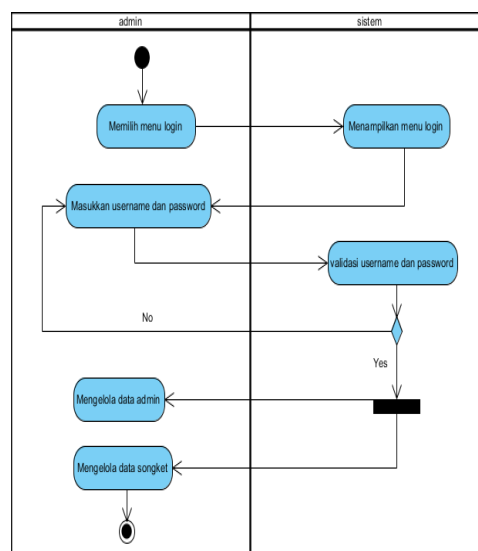 admin
sistem
Memilih menu login
Menampilkan menu login
Masukkan username dan password
validasi username dan password
No
Yes
Mengelola data admin
Mengelola data songket